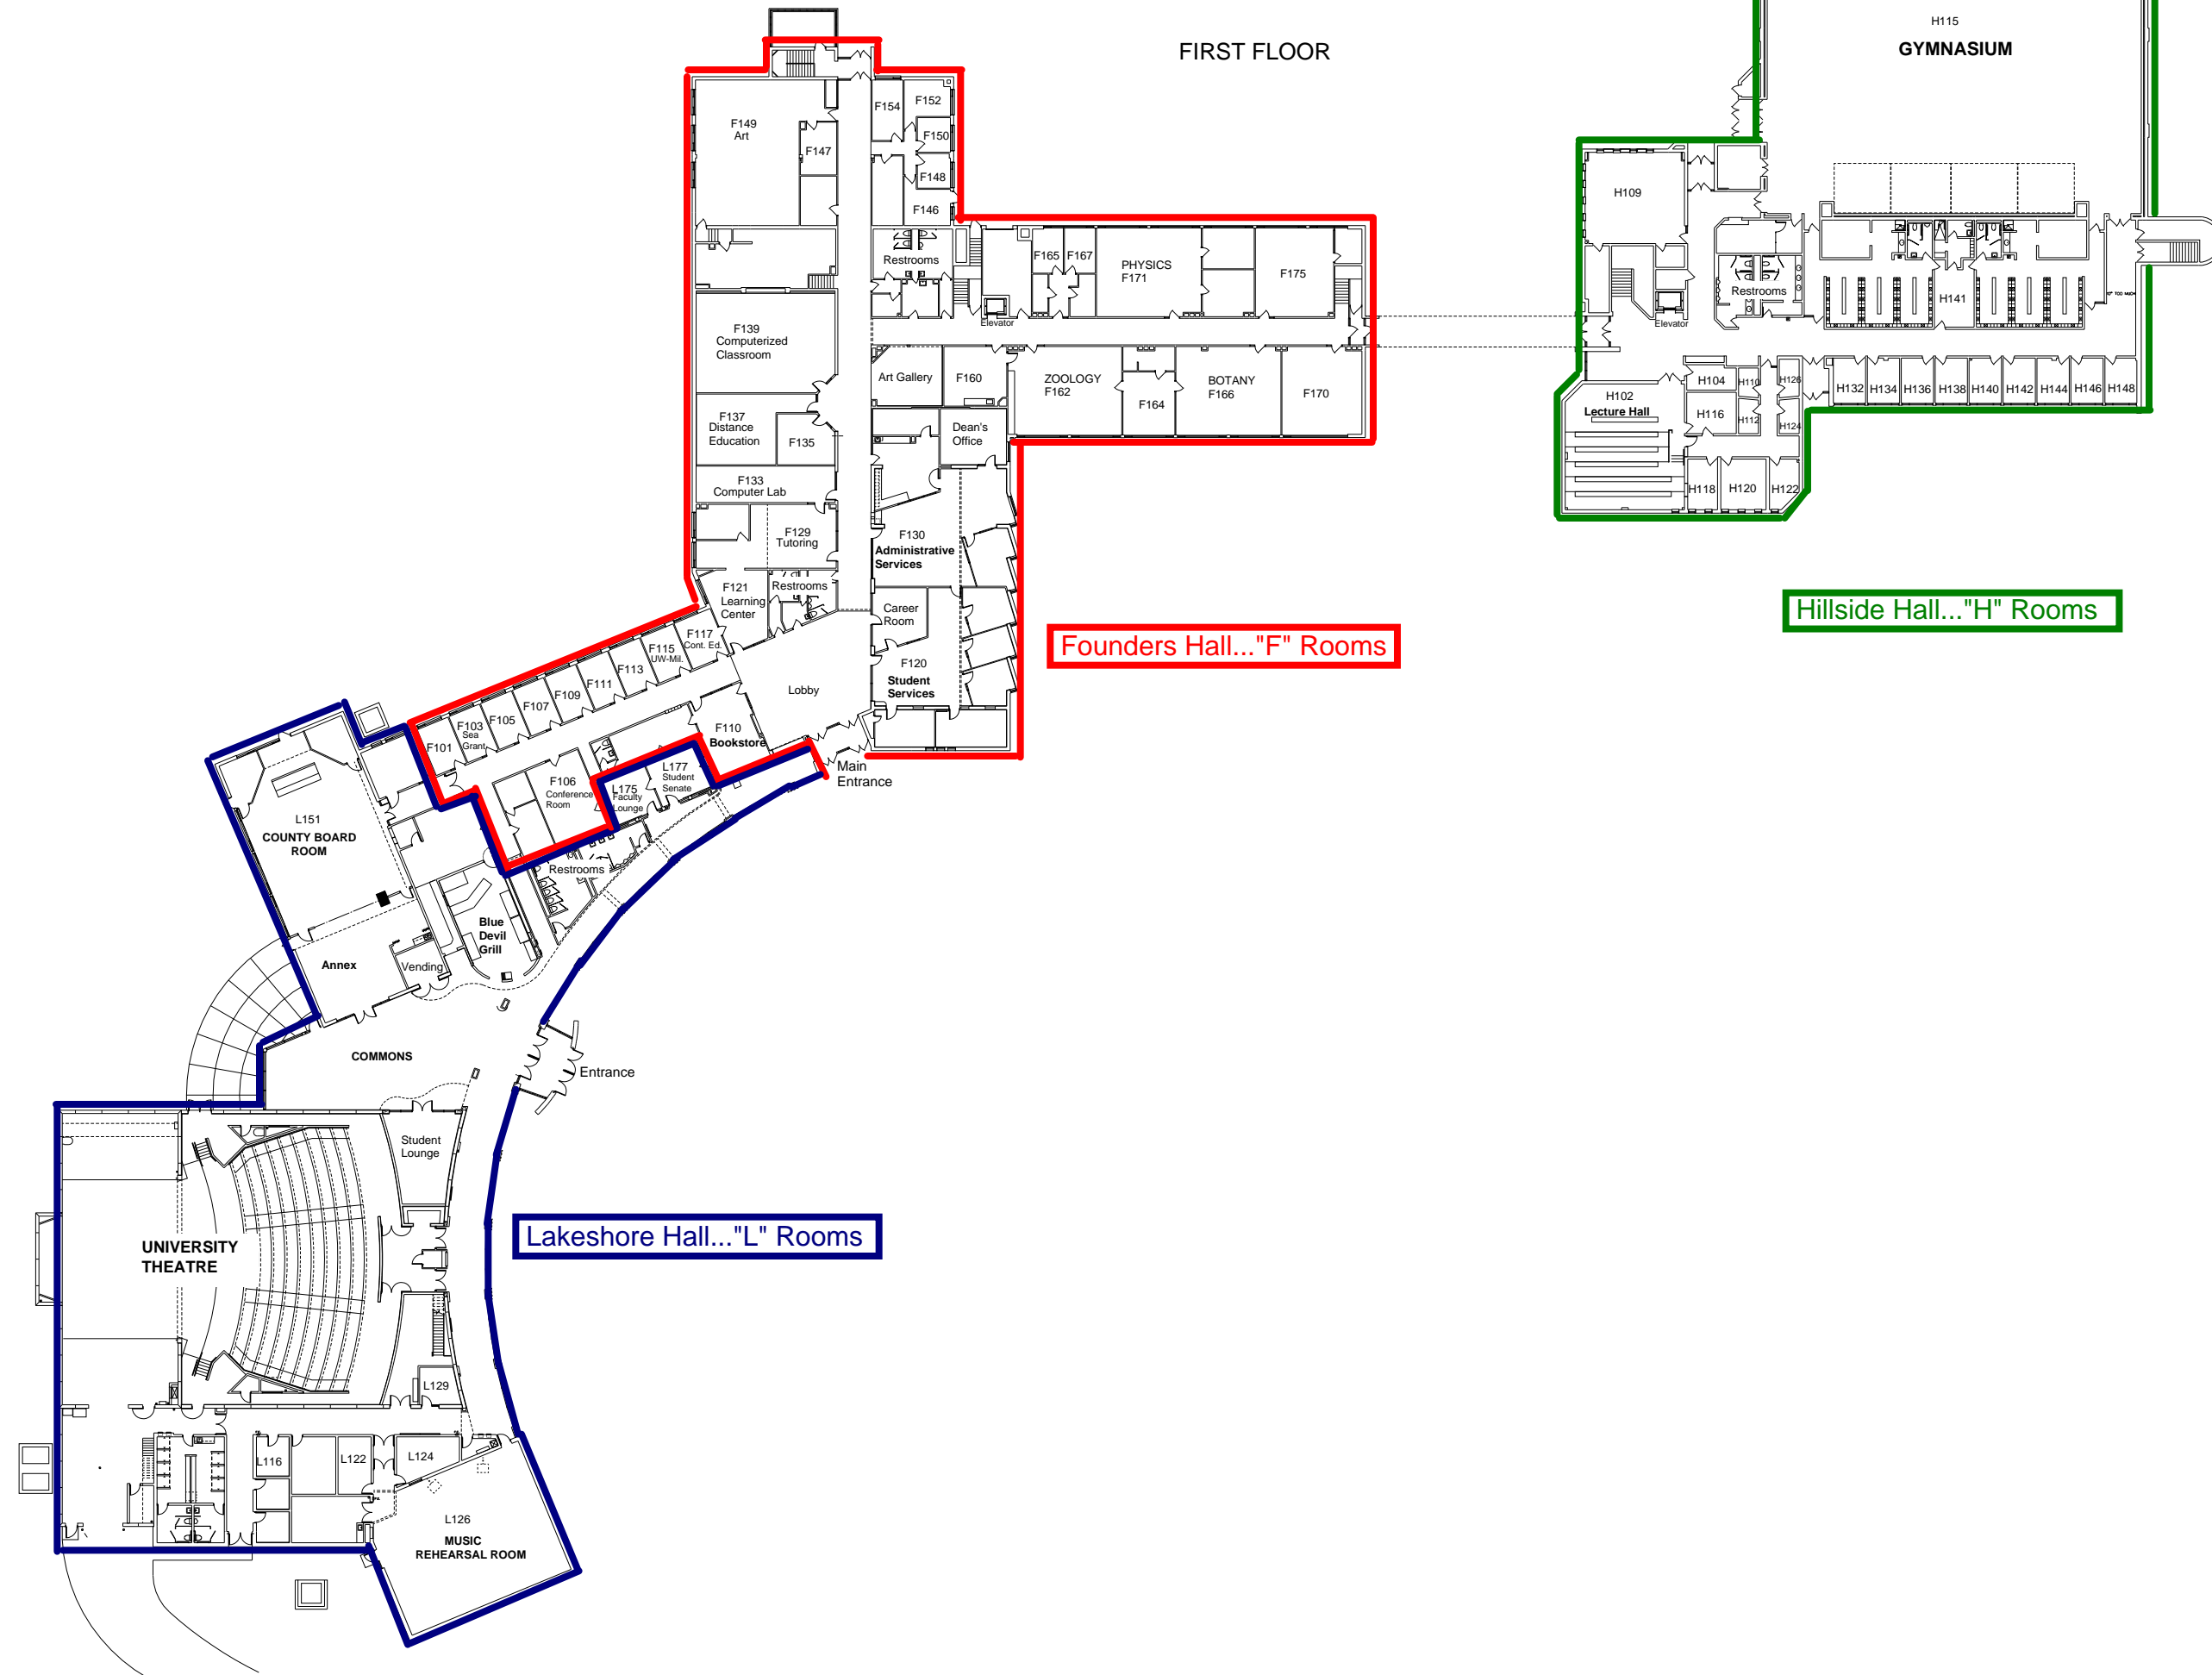 FIRST FLOOR
H115
GYMNASIUM
F149
Art
F147
F154
F152
F150
F148
F146
Restrooms
F165
F167
PHYSICS
F171
F175
Elevator
F139
Computerized
Classroom
Art Gallery
F160
ZOOLOGY
F162
F164
BOTANY
F166
F170
F137
Distance
Education
F135
Dean's
Office
F133
Computer Lab
F129
Tutoring
F130
Administrative
Services
F121
Learning
Center
Restrooms
Career
Room
F120
Student
Services
Lobby
F117
Cont. Ed.
F115
UW-Mil.
F113
F111
F109
F107
F105
F103
Sea
Grant
F101
F110
Bookstore
Main
Entrance
F106
Conference
Room
L175
Faculty
Lounge
L177
Student
Senate
Founders Hall..."F" Rooms
H109
Restrooms
Elevator
H141
H102
Lecture Hall
H104
H110
H126
H116
H112
H124
H118
H120
H122
H132
H134
H136
H138
H140
H142
H144
H146
H148
Hillside Hall..."H" Rooms
L151
COUNTY BOARD
ROOM
Restrooms
Blue
Devil
Grill
Annex
Vending
COMMONS
Entrance
Student
Lounge
UNIVERSITY
THEATRE
Lakeshore Hall..."L" Rooms
L129
L116
L122
L124
L126
MUSIC
REHEARSAL ROOM